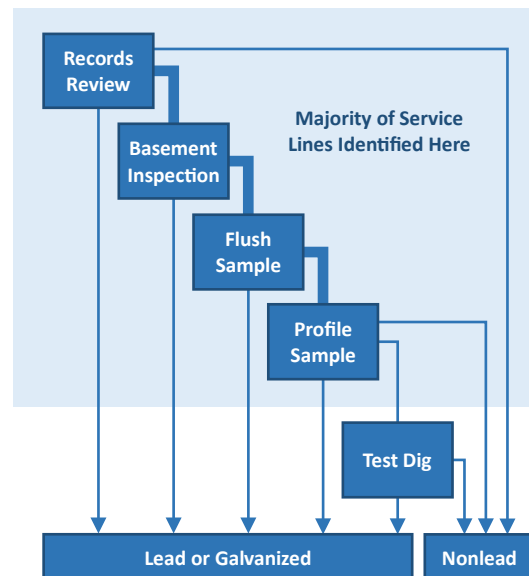 Records
Review
Majority of Service
Lines Identified Here
Basement
Inspection
Flush
Sample
Profile
Sample
Test Dig
Lead or Galvanized
Nonlead